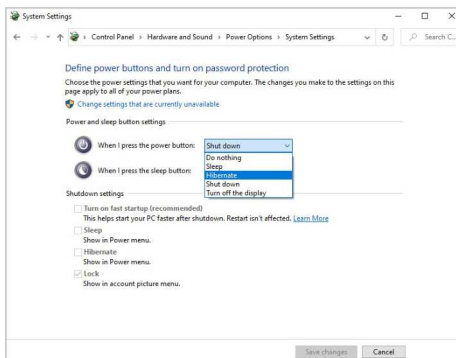 System Settings
Control Panel > Hardware and Sound > Power Options > System Settings
Search C...
Define power buttons and turn on password protection
Choose the power settings that you want for your computer. The changes you make to the settings on this
page apply to all of your power plans.
Change settings that are currently unavailable
Power and sleep button settings
When I press the power button: Shut down
Do nothing
Sleep
Hibernate
Shut down
Turn off the display
When I press the sleep button:
Shutdown settings
Turn on fast startup (recommended)
This helps start your PC faster after shutdown. Restart isn't affected. Learn More
Sleep
Show in Power menu.
Hibernate
Show in Power menu.
Lock
Show in account picture menu.
Save changes Cancel